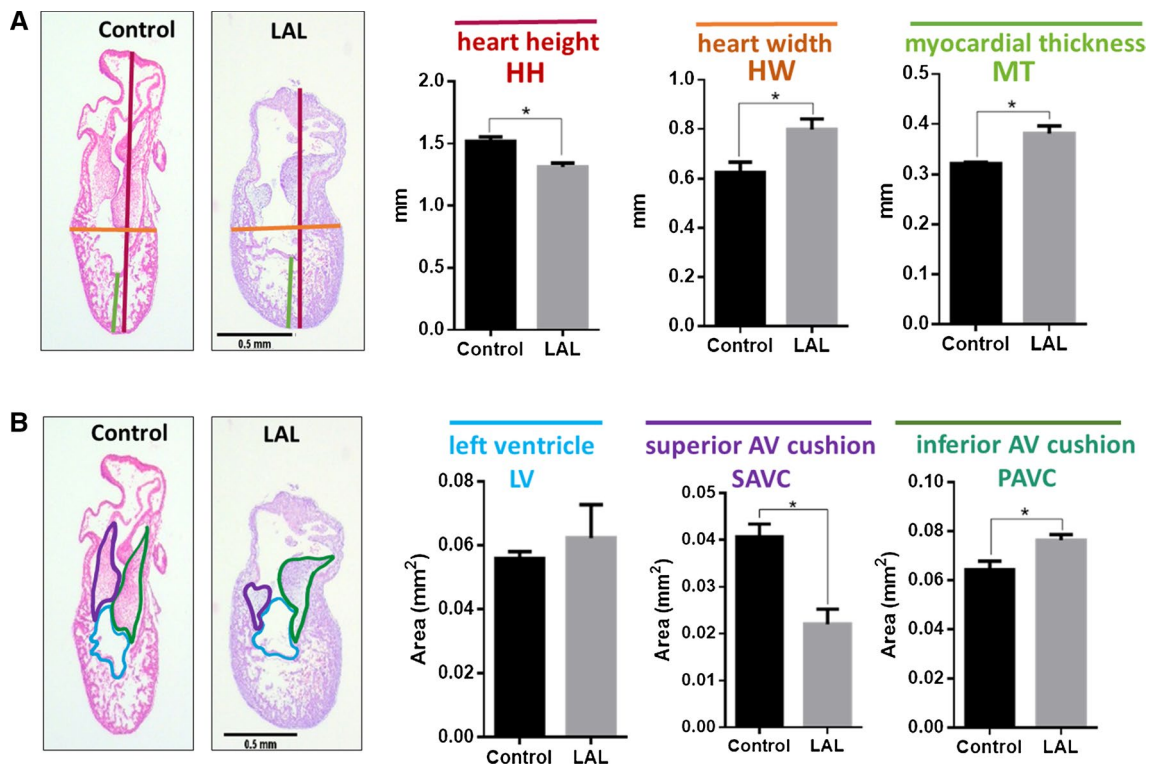 A
Control
LAL
0.5 mm
heart height
HH
2.0
1.5
1.0
0.5
0.0
mm
*
Control LAL
heart width
HW
1.0
0.8
0.6
0.4
0.2
0.0
mm
*
Control LAL
myocardial thickness
MT
0.5
0.4
0.3
0.2
0.1
0.0
mm
*
Control LAL
B
Control
LAL
0.5 mm
left ventricle
LV
0.08
0.06
0.04
0.02
0.00
Area (mm²)
Control LAL
superior AV cushion
SAVC
0.05
0.04
0.03
0.02
0.01
0.00
Area (mm²)
*
Control LAL
inferior AV cushion
PAVC
0.10
0.08
0.06
0.04
0.02
0.00
Area (mm²)
*
Control LAL